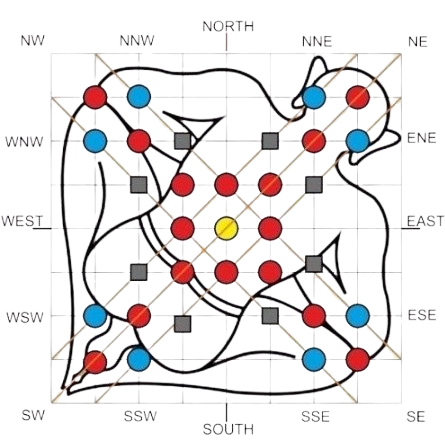 NORTH
NW NNW NNE NE
WNW ENE
WEST EAST
WSW ESE
SW SSW SSE SE
SOUTH